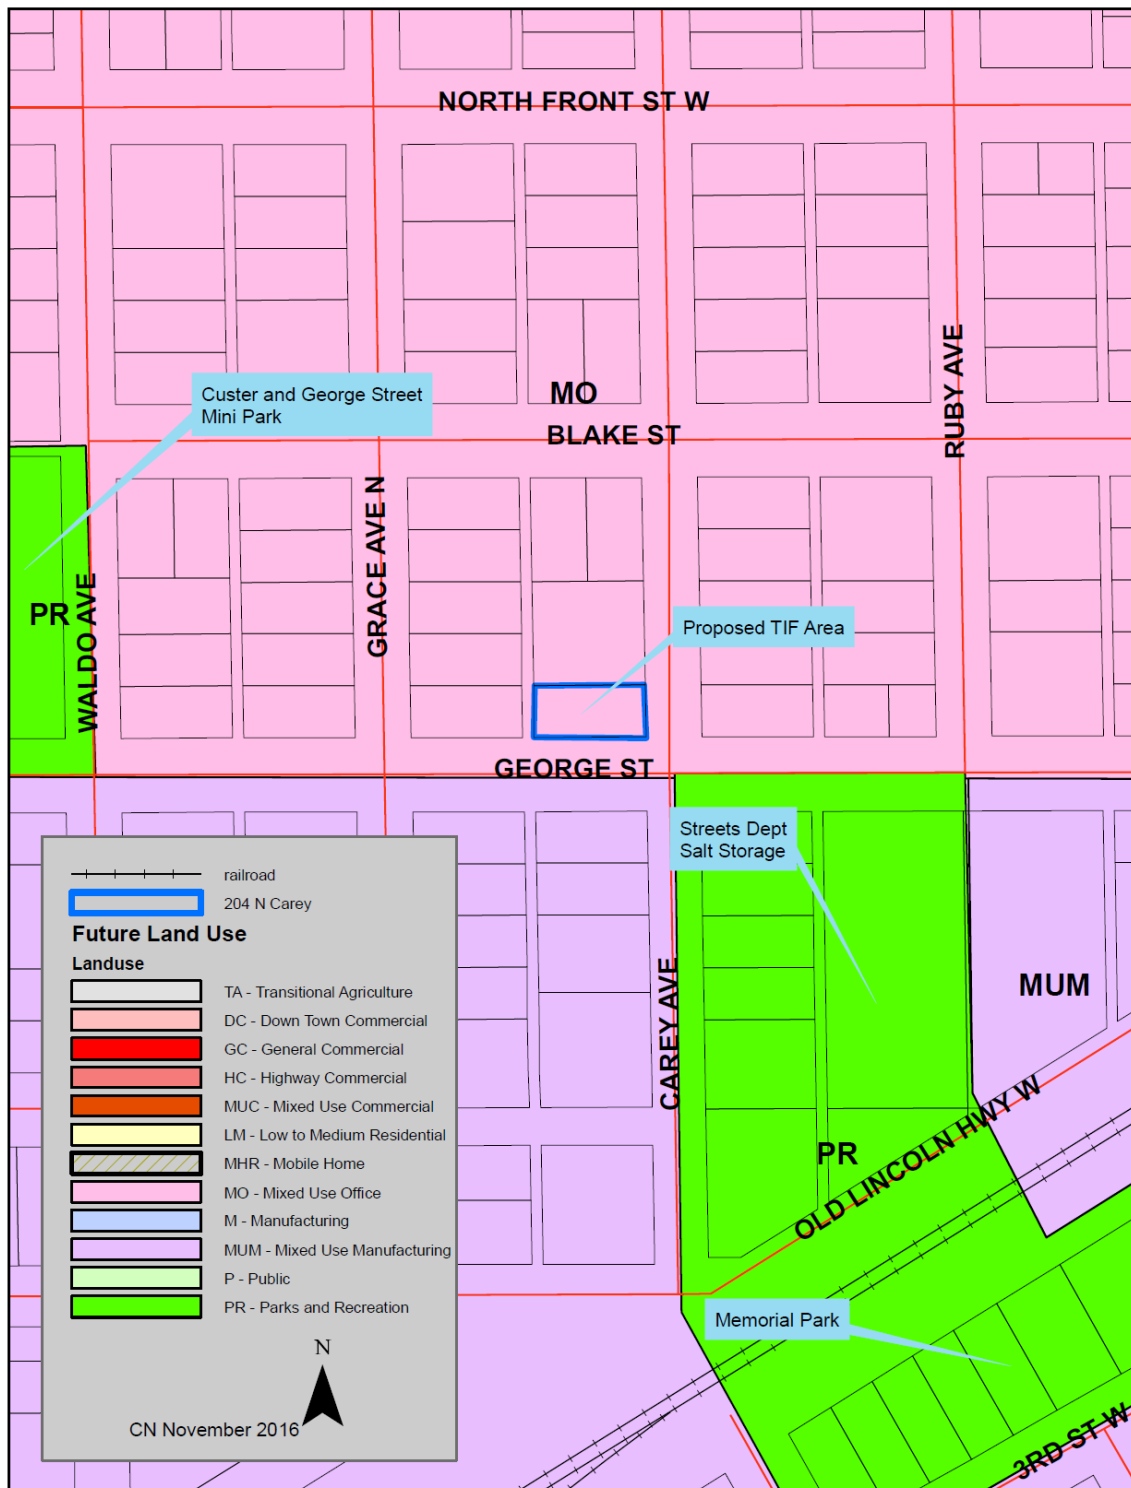 NORTH FRONT ST W
RUBY AVE
Custer and George Street
Mini Park
MO
BLAKE ST
GRACE AVE N
PR
WALDO AVE
Proposed TIF Area
GEORGE ST
Streets Dept
Salt Storage
CAREY AVE
MUM
PR
OLD LINCOLN HWY W
Memorial Park
3RD ST W
railroad
204 N Carey
Future Land Use
Landuse
TA - Transitional Agriculture
DC - Down Town Commercial
GC - General Commercial
HC - Highway Commercial
MUC - Mixed Use Commercial
LM - Low to Medium Residential
MHR - Mobile Home
MO - Mixed Use Office
M - Manufacturing
MUM - Mixed Use Manufacturing
P - Public
PR - Parks and Recreation
N
CN November 2016